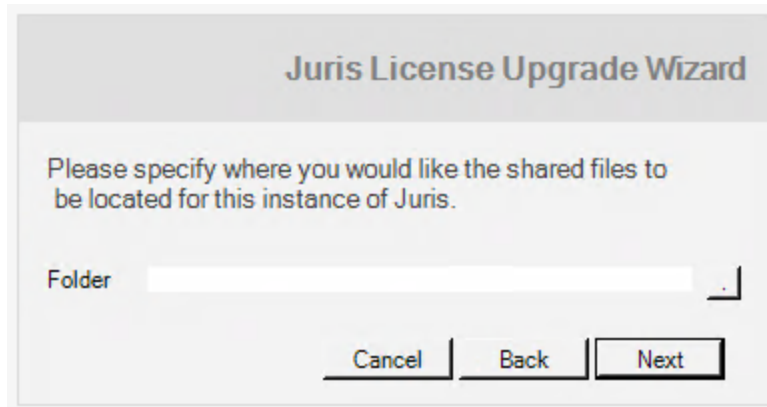 Juris License Upgrade Wizard
Please specify where you would like the shared files to
be located for this instance of Juris.
Folder .
Cancel Back Next